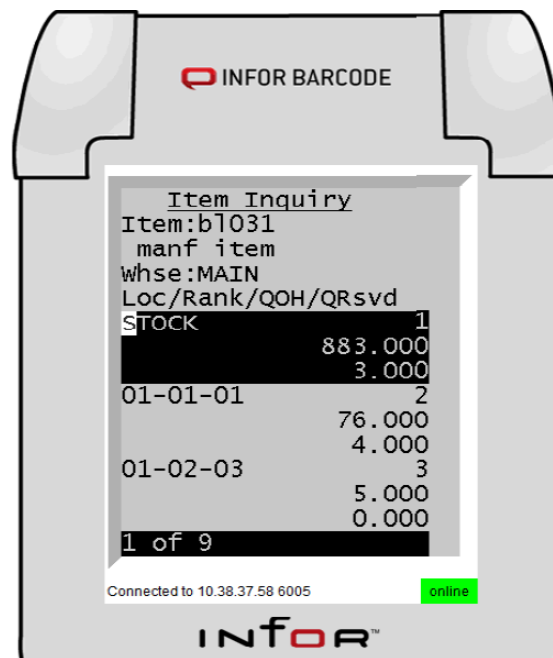 INFOR BARCODE
Item Inquiry
Item:bl031
manf item
Whse:MAIN
Loc/Rank/QOH/QRsvd
STOCK 1
883.000
3.000
01-01-01 2
76.000
4.000
01-02-03 3
5.000
0.000
1 of 9
Connected to 10.38.37.58 6005 online
infor™